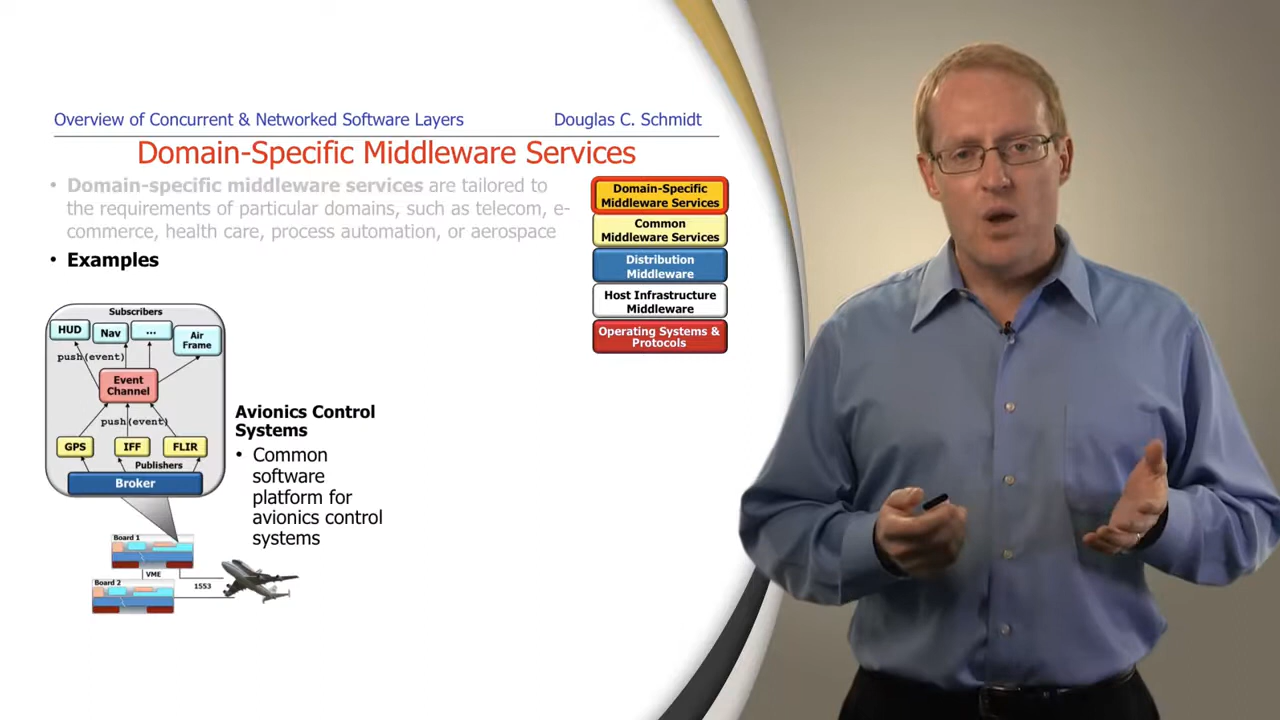 Overview of Concurrent & Networked Software Layers
Douglas C. Schmidt
Domain-Specific Middleware Services
• Domain-specific middleware services are tailored to
the requirements of particular domains, such as telecom, e-
commerce, health care, process automation, or aerospace
• Examples
Domain-Specific
Middleware Services
Common
Middleware Services
Distribution
Middleware
Host Infrastructure
Middleware
Operating Systems &
Protocols
Subscribers
HUD
Nav
...
Air
Frame
push(event)
Event
Channel
push(event)
GPS
IFF
FLIR
Publishers
Broker
Avionics Control
Systems
• Common
software
platform for
avionics control
systems
Board 1
VME
Board 2
1553